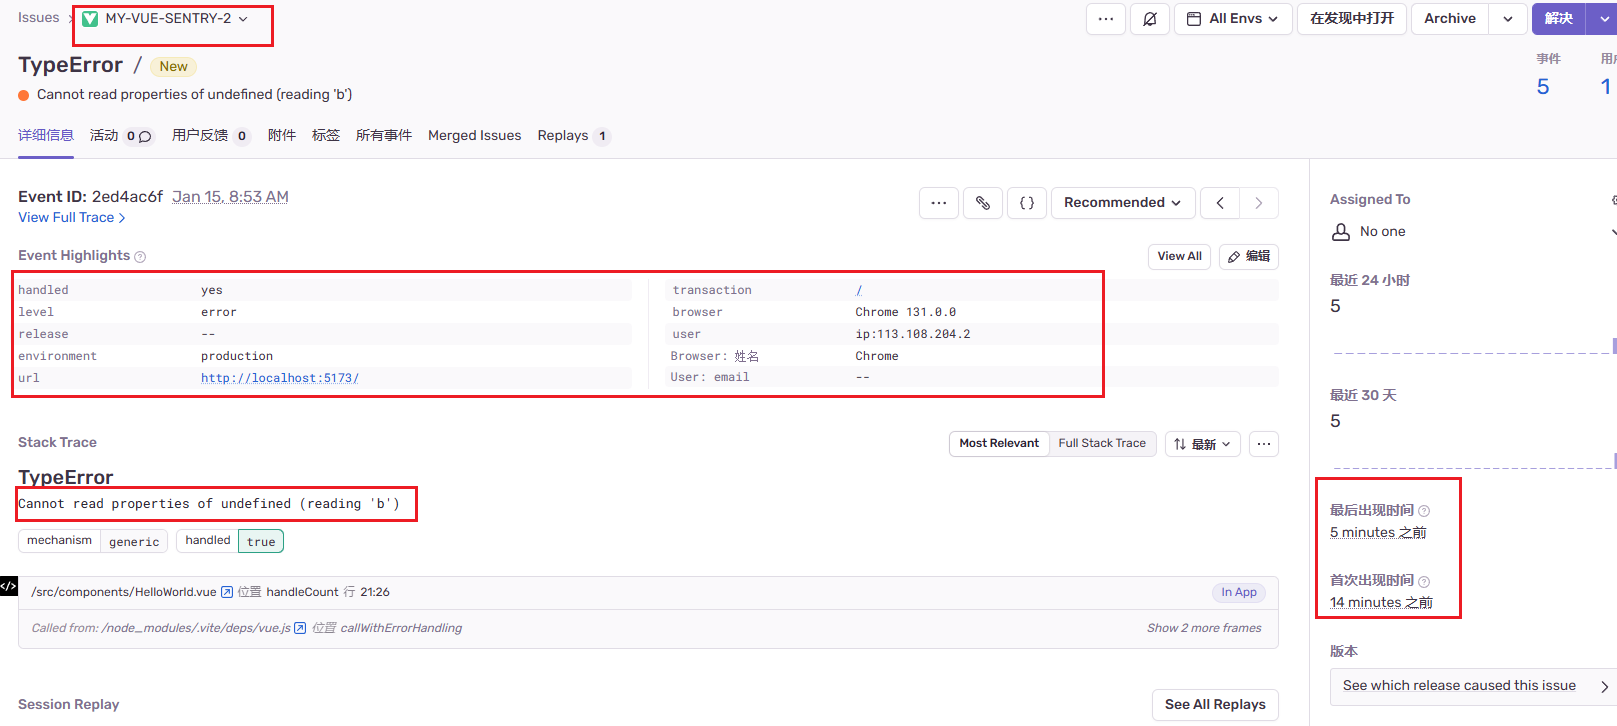 Issues
MY-VUE-SENTRY-2
All Envs
在发现中打开
Archive
解决
TypeError / New
事件
5
1
Cannot read properties of undefined (reading 'b')
详细信息 活动 0 用户反馈 0 附件 标签 所有事件 Merged Issues Replays 1
Event ID: 2ed4ac6f Jan 15, 8:53 AM
View Full Trace >
Recommended
Event Highlights
View All
编辑
handled yes
level error
release --
environment production
url http://localhost:5173/
transaction /
browser Chrome 131.0.0
user ip:113.108.204.2
Browser: 姓名 Chrome
User: email --
Stack Trace
Most Relevant Full Stack Trace
最新
TypeError
Cannot read properties of undefined (reading 'b')
mechanism generic handled true
</>
/src/components/HelloWorld.vue 位置 handleCount 行 21:26
In App
Called from: /node_modules/.vite/deps/vue.js 位置 callWithErrorHandling
Show 2 more frames
Session Replay
See All Replays
Assigned To
No one
最近 24 小时
5
最近 30 天
5
最后出现时间
5 minutes 之前
首次出现时间
14 minutes 之前
版本
See which release caused this issue